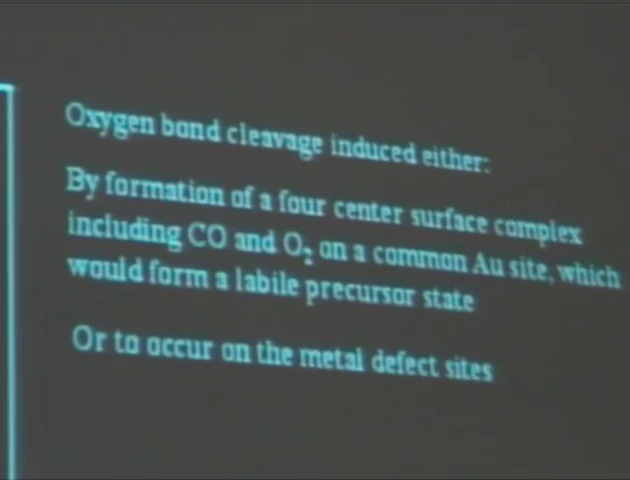 Oxygen bond cleavage induced either:
By formation of a four center surface complex
including CO and O₂ on a common Au site, which
would form a labile precursor state
Or to occur on the metal defect sites